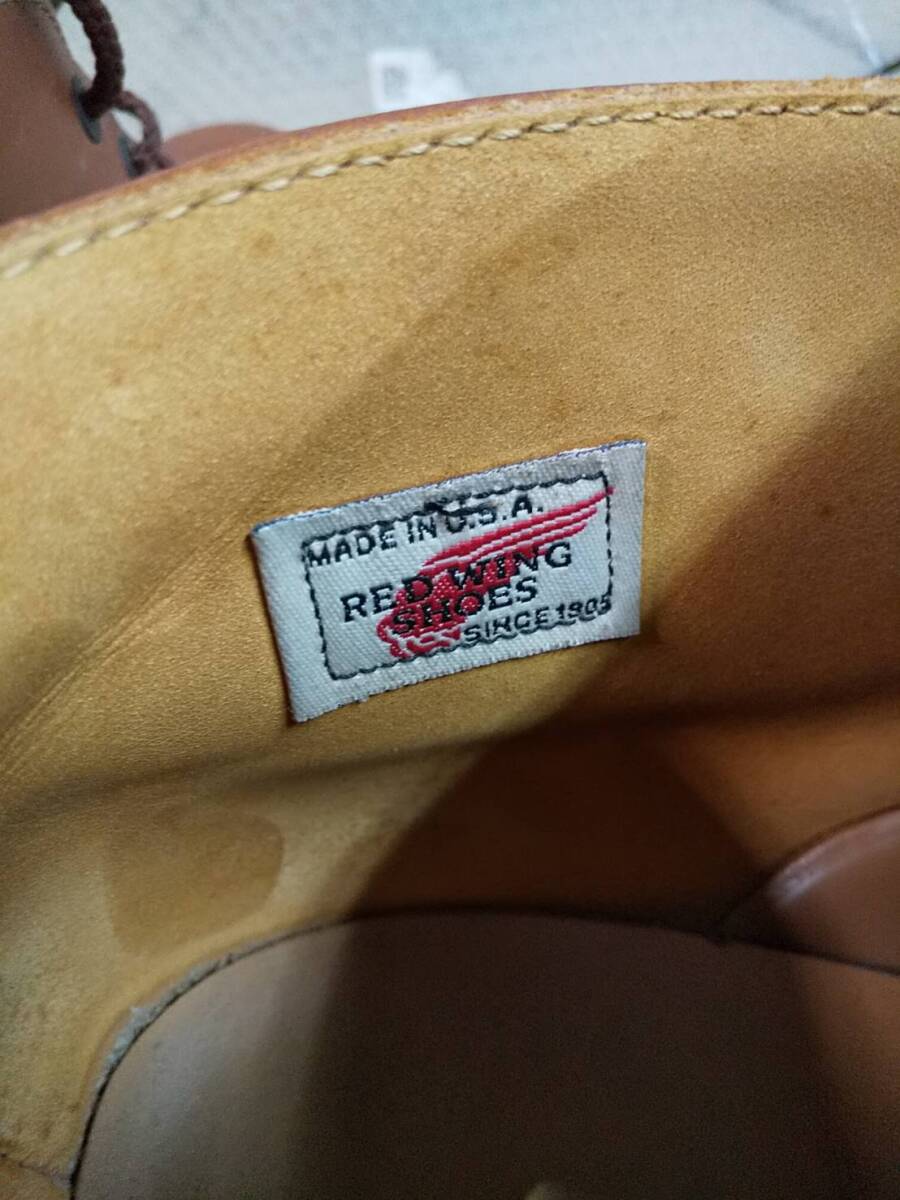 MADE IN U.S.A.
RED WING
SHOES
SINCE 1905